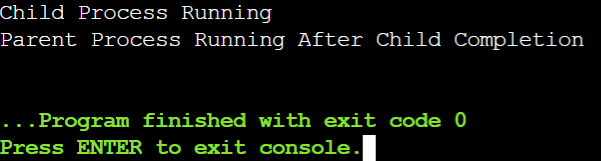 Child Process Running
Parent Process Running After Child Completion
...Program finished with exit code 0
Press ENTER to exit console.